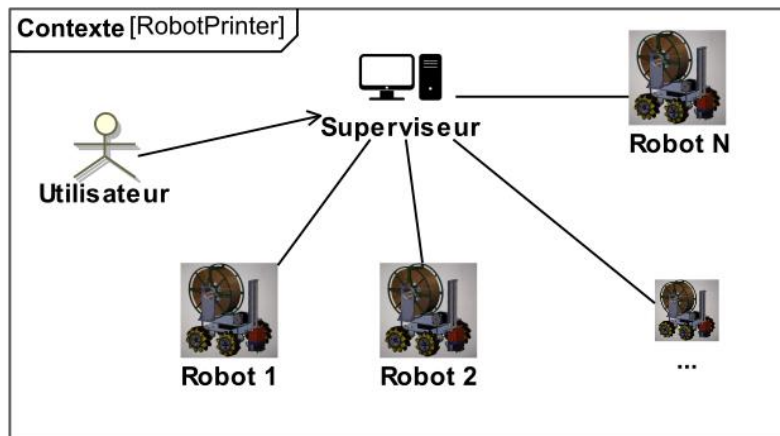 Contexte [RobotPrinter]
Superviseur
Robot N
Utilisateur
Robot 1
Robot 2
...